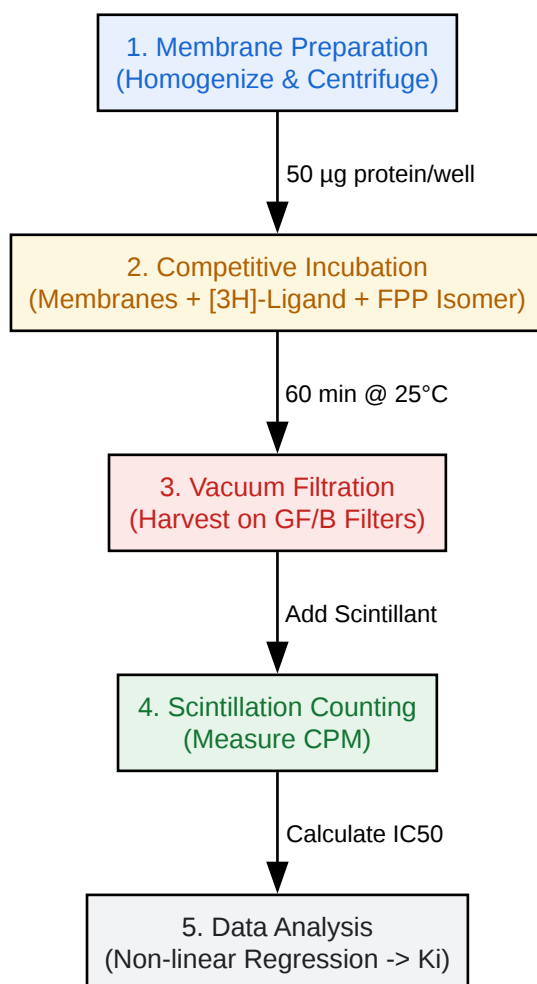 1. Membrane Preparation
(Homogenize & Centrifuge)
50 µg protein/well
2. Competitive Incubation
(Membranes + [3H]-Ligand + FPP Isomer)
60 min @ 25°C
3. Vacuum Filtration
(Harvest on GF/B Filters)
Add Scintillant
4. Scintillation Counting
(Measure CPM)
Calculate IC50
5. Data Analysis
(Non-linear Regression -> Ki)